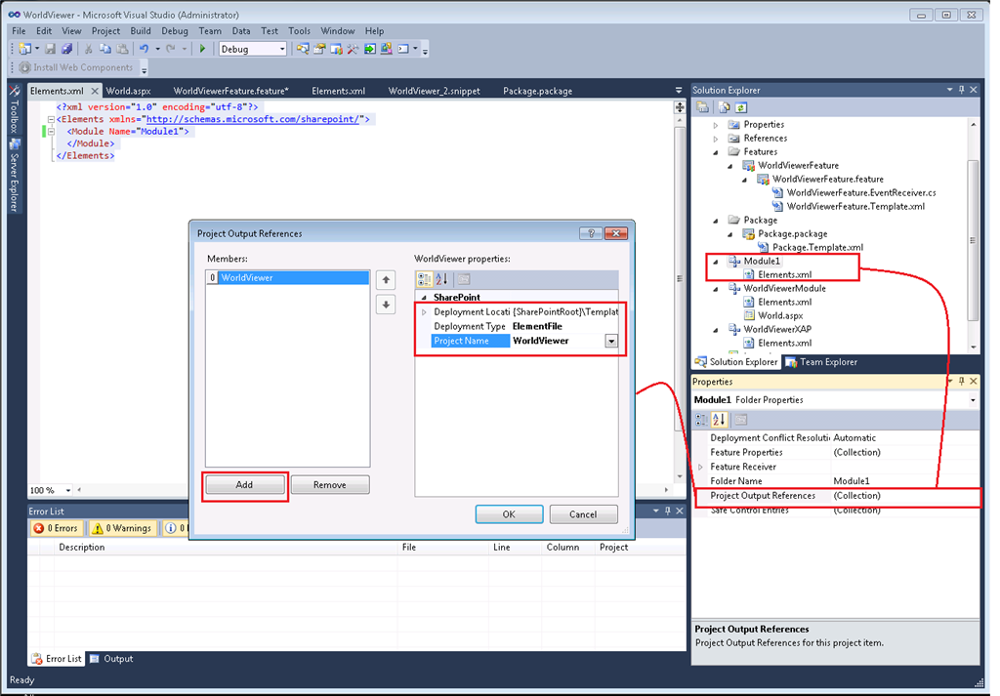 WorldViewer - Microsoft Visual Studio (Administrator)
File Edit View Project Build Debug Team Data Test Tools Window Help
Debug
Install Web Components
Elements.xml World.aspx WorldViewerFeature.feature* Elements.xml WorldViewer_2.snippet Package.package
Toolbox
Server Explorer
<?xml version="1.0" encoding="utf-8"?>
<Elements xmlns="http://schemas.microsoft.com/sharepoint/">
<Module Name="Module1">
</Module>
</Elements>
100 %
Project Output References
Members:
0 WorldViewer
Add Remove
WorldViewer properties:
SharePoint
Deployment Locati {SharePointRoot}\Templat
Deployment Type ElementFile
Project Name WorldViewer
OK Cancel
Error List
0 Errors 0 Warnings 0
Description File Line Column Project
Error List Output
Ready
Solution Explorer
Properties
References
Features
WorldViewerFeature
WorldViewerFeature.feature
WorldViewerFeature.EventReceiver.cs
WorldViewerFeature.Template.xml
Package
Package.package
Package.Template.xml
Module1
Elements.xml
WorldViewerModule
Elements.xml
World.aspx
WorldViewerXAP
Elements.xml
Solution Explorer Team Explorer
Properties
Module1 Folder Properties
Deployment Conflict Resoluti Automatic
Feature Properties (Collection)
Feature Receiver
Folder Name Module1
Project Output References (Collection)
Safe Control Entries (Collection)
Project Output References
Project Output References for this project item.